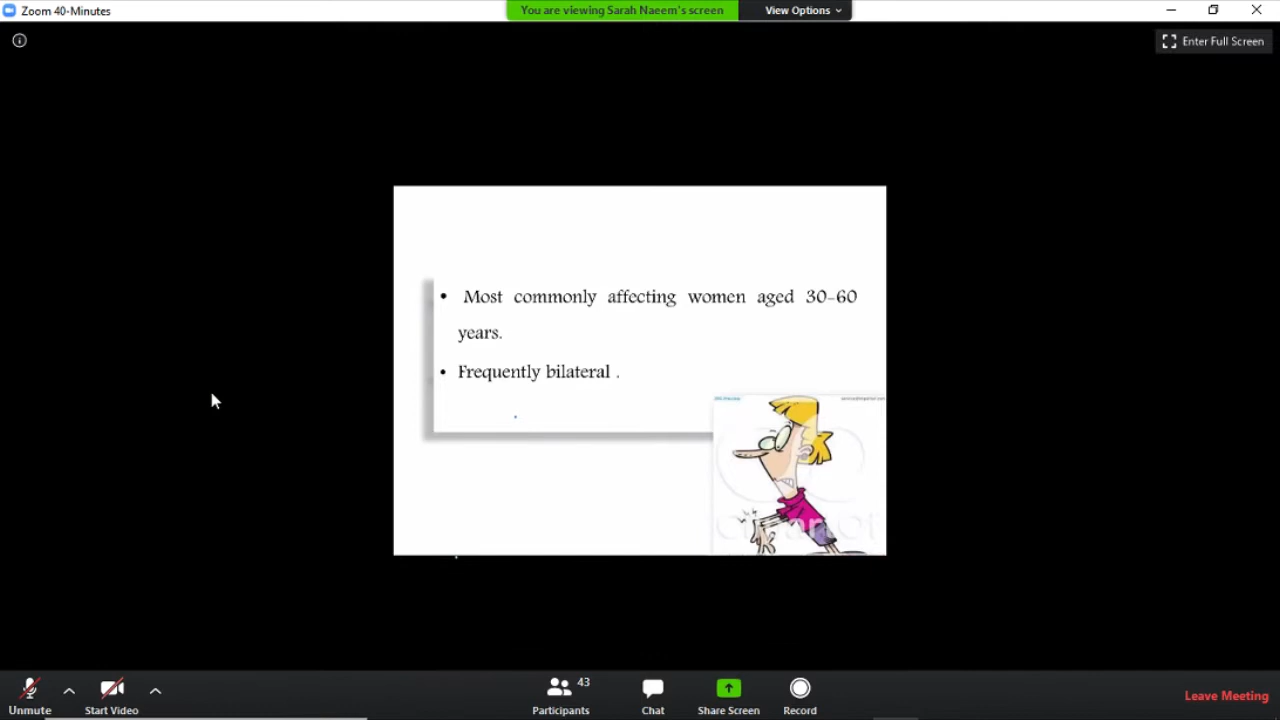 Zoom 40-Minutes
You are viewing Sarah Naeem's screen
View Options
Enter Full Screen
• Most commonly affecting women aged 30-60
years.
• Frequently bilateral .
Unmute
Start Video
Participants
43
Chat
Share Screen
Record
Leave Meeting